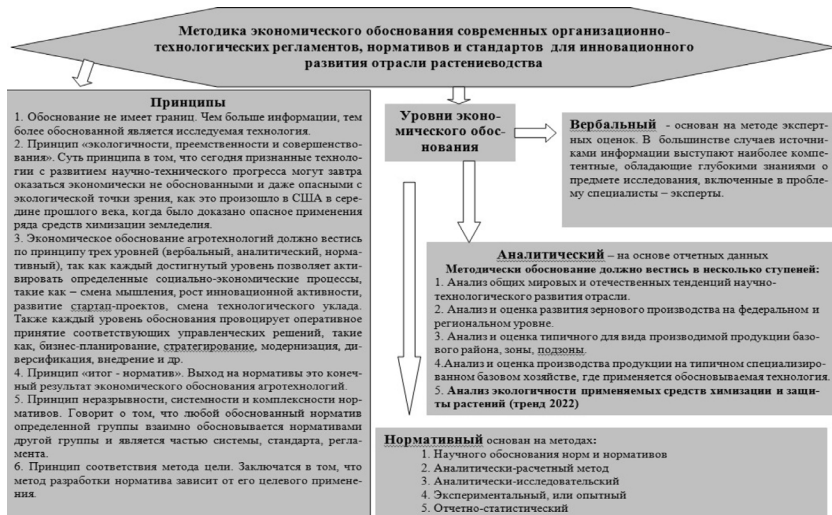 Методика экономического обоснования современных организационно-
технологических регламентов, нормативов и стандартов для инновационного
развития отрасли растениеводства
Принципы
1. Обоснование не имеет границ. Чем больше информации, тем
более обоснованной является исследуемая технология.
2. Принцип «экологичности, преемственности и совершенство-
вания». Суть принципа в том, что сегодня признанные техноло-
гии с развитием научно-технического прогресса могут завтра
оказаться экономически не обоснованными и даже опасными с
экологической точки зрения, как это произошло в США в сере-
дине прошлого века, когда было доказано опасное применения
ряда средств химизации земледелия.
3. Экономическое обоснование агротехнологий должно вестись
по принципу трех уровней (вербальный, аналитический, норма-
тивный), так как каждый достигнутый уровень позволяет акти-
вировать определенные социально-экономические процессы,
такие как – смена мышления, рост инновационной активности,
развитие стартап-проектов, смена технологического уклада.
Также каждый уровень обоснования провоцирует оперативное
принятие соответствующих управленческих решений, такие
как, бизнес-планирование, стратегирование, модернизация, ди-
версификация, внедрение и др.
4. Принцип «итог - норматив». Выход на нормативы это конеч-
ный результат экономического обоснования агротехнологий.
5. Принцип неразрывности, системности и комплексности нор-
мативов. Говорит о том, что любой обоснованный норматив
определенной группы взаимно обосновывается нормативами
другой группы и является частью системы, стандарта, регла-
мента.
6. Принцип соответствия метода цели. Заключатся в том, что
метод разработки норматива зависит от его целевого примене-
ния.
Уровни эконо-
мического обос-
нования
Вербальный - основан на методе эксперт-
ных оценок. В большинстве случаев источни-
ками информации выступают наиболее компе-
тентные, обладающие глубокими знаниями о
предмете исследования, включенные в пробле-
му специалисты – эксперты.
Аналитический – на основе отчетных данных
Методически обоснование должно вестись в несколько ступеней:
1. Анализ общих мировых и отечественных тенденций научно-
технологического развития отрасли.
2. Анализ и оценка развития зернового производства на федеральном и
региональном уровне.
3. Анализ и оценка типичного для вида производимой продукции базо-
вого района, зоны, подзоны.
4.Анализ и оценка производства продукции на типичном специализиро-
ванном базовом хозяйстве, где применяется обосновываемая технология.
5. Анализ экологичности применяемых средств химизации и защи-
ты растений (тренд 2022)
Нормативный основан на методах:
1. Научного обоснования норм и нормативов
2. Аналитически-расчетный метод
3. Аналитически-исследовательский
4. Экспериментальный, или опытный
5. Отчетно-статистический